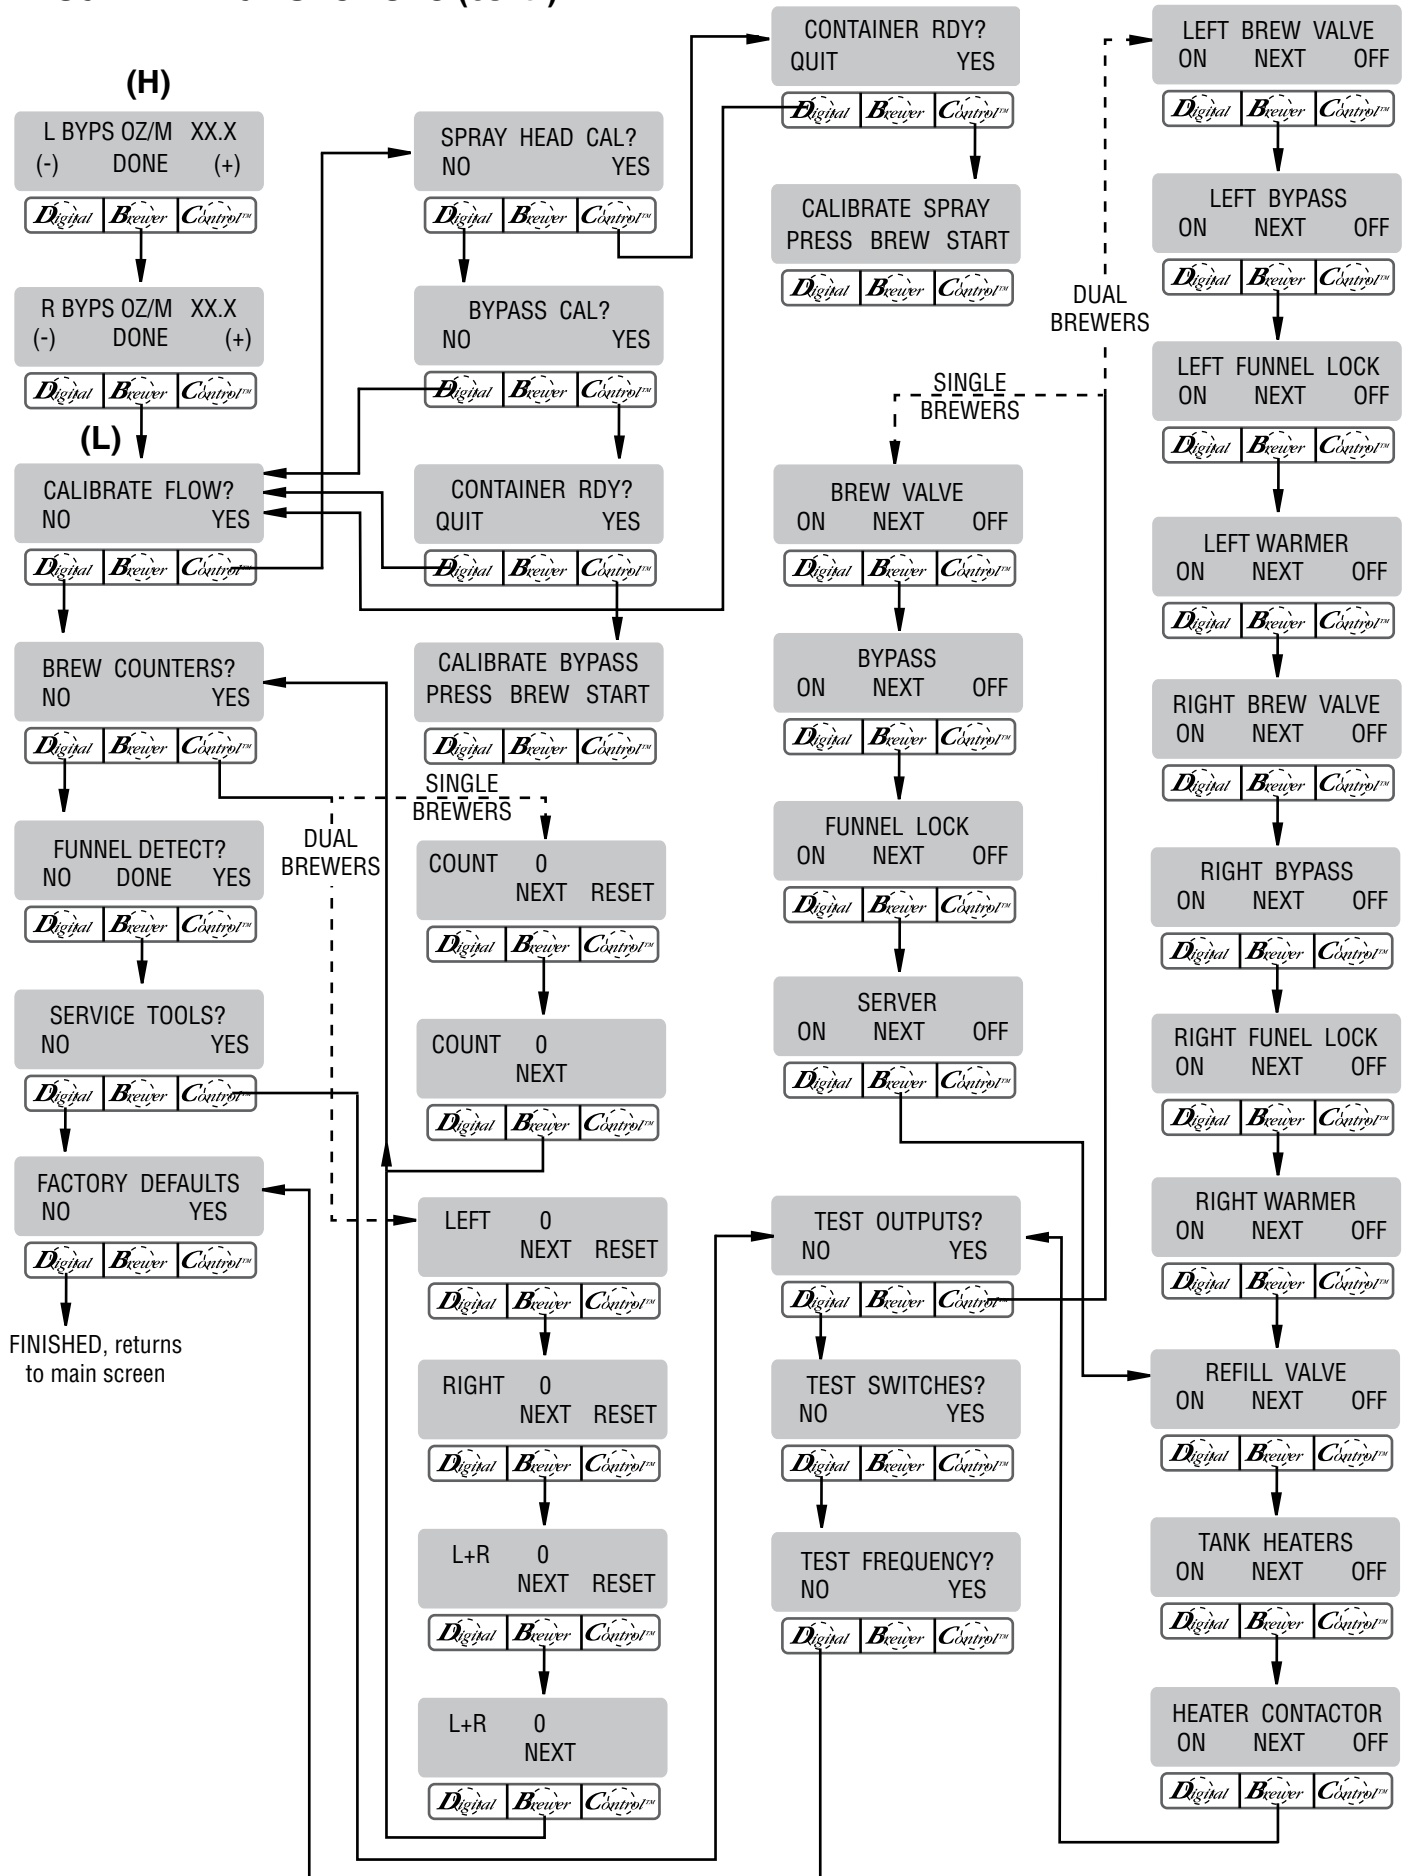 (H)
L BYPS OZ/M XX.X
(-) DONE (+)
Digital Brewer Control™
R BYPS OZ/M XX.X
(-) DONE (+)
Digital Brewer Control™
(L)
CALIBRATE FLOW?
NO YES
Digital Brewer Control™
BREW COUNTERS?
NO YES
Digital Brewer Control™
FUNNEL DETECT?
NO DONE YES
Digital Brewer Control™
SERVICE TOOLS?
NO YES
Digital Brewer Control™
FACTORY DEFAULTS
NO YES
Digital Brewer Control™
FINISHED, returns
to main screen
SPRAY HEAD CAL?
NO YES
Digital Brewer Control™
BYPASS CAL?
NO YES
Digital Brewer Control™
CONTAINER RDY?
QUIT YES
Digital Brewer Control™
CALIBRATE BYPASS
PRESS BREW START
Digital Brewer Control™
SINGLE
BREWERS
DUAL
BREWERS
COUNT 0
NEXT RESET
Digital Brewer Control™
COUNT 0
NEXT
Digital Brewer Control™
LEFT 0
NEXT RESET
Digital Brewer Control™
RIGHT 0
NEXT RESET
Digital Brewer Control™
L+R 0
NEXT RESET
Digital Brewer Control™
L+R 0
NEXT
Digital Brewer Control™
CONTAINER RDY?
QUIT YES
Digital Brewer Control™
CALIBRATE SPRAY
PRESS BREW START
Digital Brewer Control™
DUAL
BREWERS
SINGLE
BREWERS
BREW VALVE
ON NEXT OFF
Digital Brewer Control™
BYPASS
ON NEXT OFF
Digital Brewer Control™
FUNNEL LOCK
ON NEXT OFF
Digital Brewer Control™
SERVER
ON NEXT OFF
Digital Brewer Control™
TEST OUTPUTS?
NO YES
Digital Brewer Control™
TEST SWITCHES?
NO YES
Digital Brewer Control™
TEST FREQUENCY?
NO YES
Digital Brewer Control™
LEFT BREW VALVE
ON NEXT OFF
Digital Brewer Control™
LEFT BYPASS
ON NEXT OFF
Digital Brewer Control™
LEFT FUNNEL LOCK
ON NEXT OFF
Digital Brewer Control™
LEFT WARMER
ON NEXT OFF
Digital Brewer Control™
RIGHT BREW VALVE
ON NEXT OFF
Digital Brewer Control™
RIGHT BYPASS
ON NEXT OFF
Digital Brewer Control™
RIGHT FUNEL LOCK
ON NEXT OFF
Digital Brewer Control™
RIGHT WARMER
ON NEXT OFF
Digital Brewer Control™
REFILL VALVE
ON NEXT OFF
Digital Brewer Control™
TANK HEATERS
ON NEXT OFF
Digital Brewer Control™
HEATER CONTACTOR
ON NEXT OFF
Digital Brewer Control™